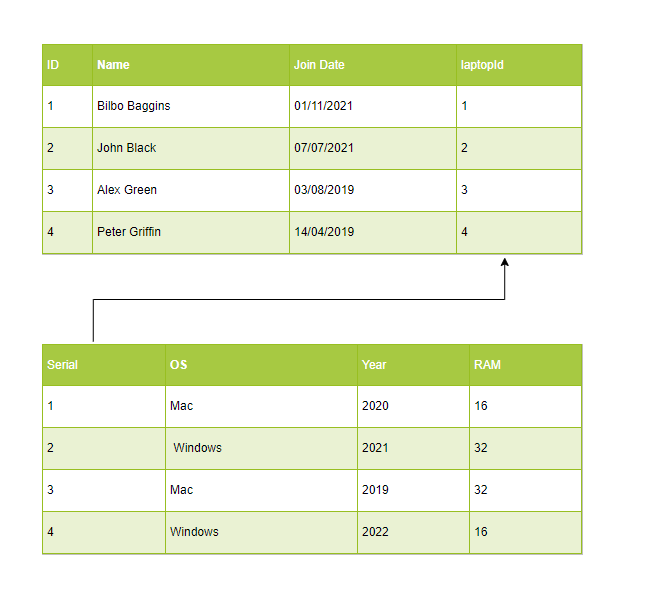 ID Name Join Date laptopId
1 Bilbo Baggins 01/11/2021 1
2 John Black 07/07/2021 2
3 Alex Green 03/08/2019 3
4 Peter Griffin 14/04/2019 4
Serial OS Year RAM
1 Mac 2020 16
2 Windows 2021 32
3 Mac 2019 32
4 Windows 2022 16